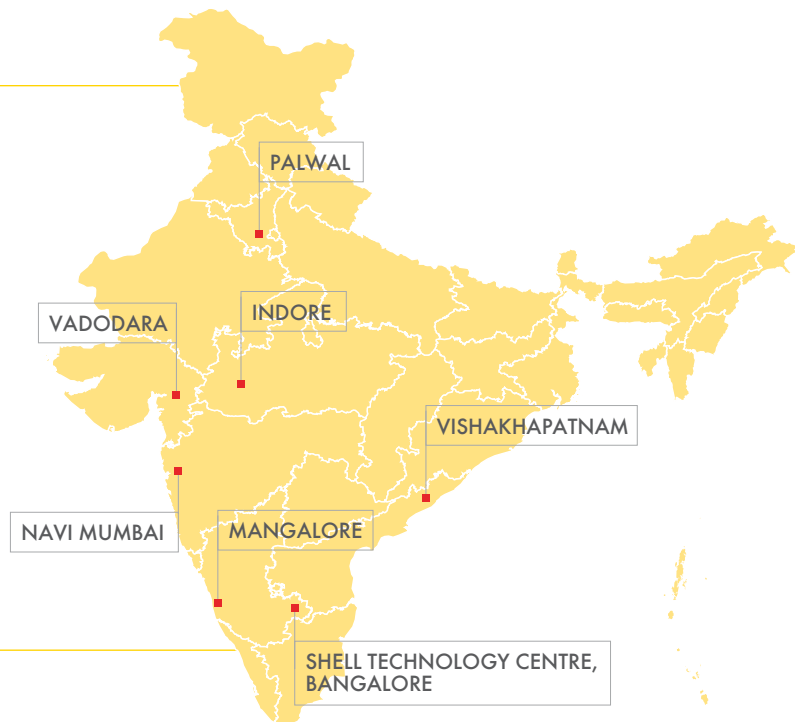 PALWAL
INDORE
VADODARA
VISHAKHAPATNAM
NAVI MUMBAI
MANGALORE
SHELL TECHNOLOGY CENTRE,
BANGALORE